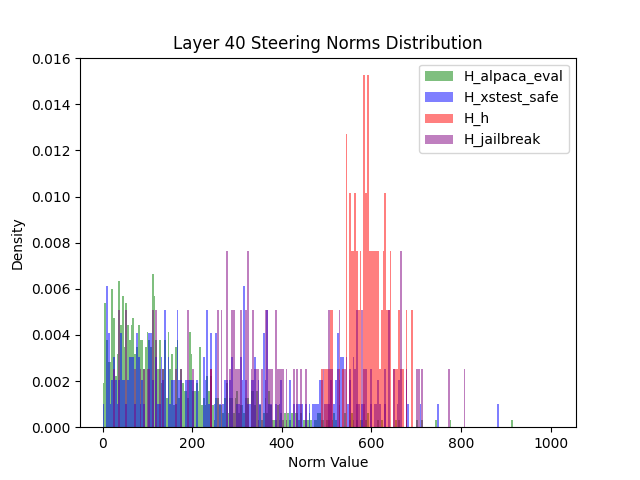 Layer 40 Steering Norms Distribution
H_alpaca_eval
H_xstest_safe
H_h
H_jailbreak
Density
0.016
0.014
0.012
0.010
0.008
0.006
0.004
0.002
0.000
0 200 400 600 800 1000
Norm Value